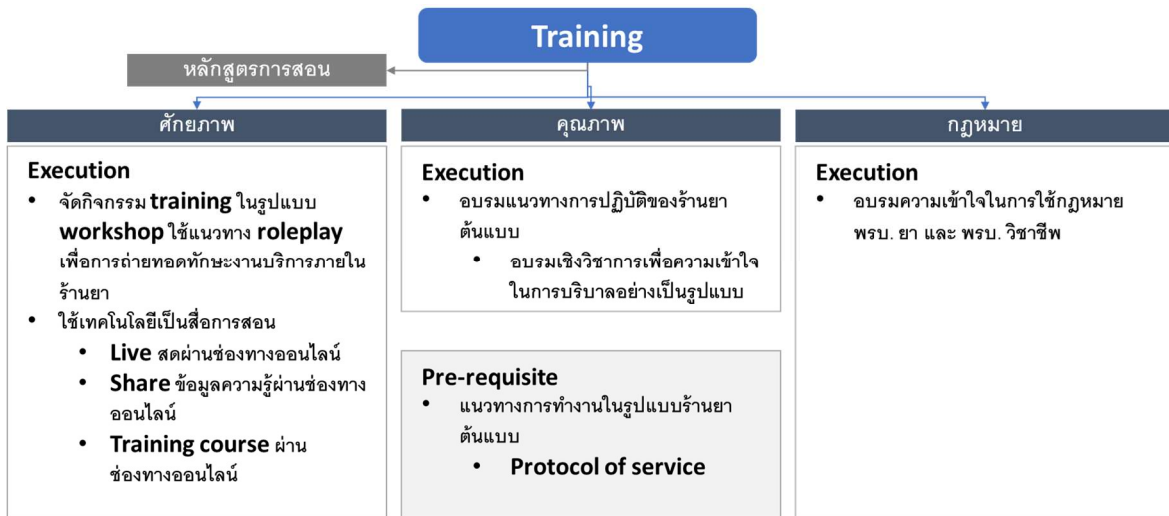 Training
หลักสูตรการสอน
ศักยภาพ
Execution
• จัดกิจกรรม training ในรูปแบบ
workshop ใช้แนวทาง roleplay
เพื่อการถ่ายทอดทักษะงานบริการภายใน
ร้านยา
• ใช้เทคโนโลยีเป็นสื่อการสอน
• Live สดผ่านช่องทางออนไลน์
• Share ข้อมูลความรู้ผ่านช่องทาง
ออนไลน์
• Training course ผ่าน
ช่องทางออนไลน์
คุณภาพ
Execution
• อบรมแนวทางการปฏิบัติของร้านยา
ต้นแบบ
• อบรมเชิงวิชาการเพื่อความเข้าใจ
ในการบริบาลอย่างเป็นรูปแบบ
Pre-requisite
• แนวทางการทำงานในรูปแบบร้านยา
ต้นแบบ
• Protocol of service
กฎหมาย
Execution
• อบรมความเข้าใจในการใช้กฎหมาย
พรบ. ยา และ พรบ. วิชาชีพ